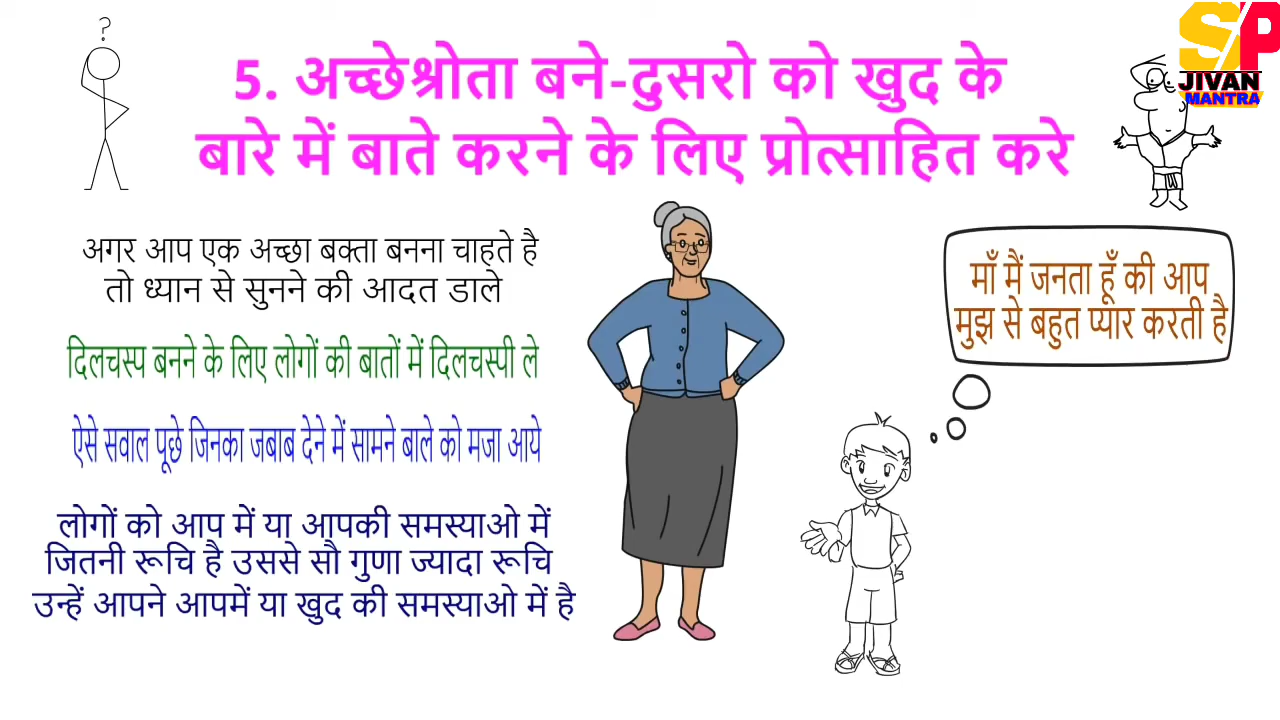 ?
5. अच्छेश्रोता बने-दुसरो को खुद के
बारे में बाते करने के लिए प्रोत्साहित करे
SP
JIVAN
MANTRA
अगर आप एक अच्छा बक्ता बनना चाहते है
तो ध्यान से सुनने की आदत डाले
दिलचस्प बनने के लिए लोगों की बातों में दिलचस्पी ले
ऐसे सवाल पूछे जिनका जबाब देने में सामने बाले को मजा आये
लोगों को आप में या आपकी समस्याओ में
जितनी रूचि है उससे सौ गुणा ज्यादा रूचि
उन्हें आपने आपमें या खुद की समस्याओ में है
माँ मैं जनता हूँ की आप
मुझ से बहुत प्यार करती है